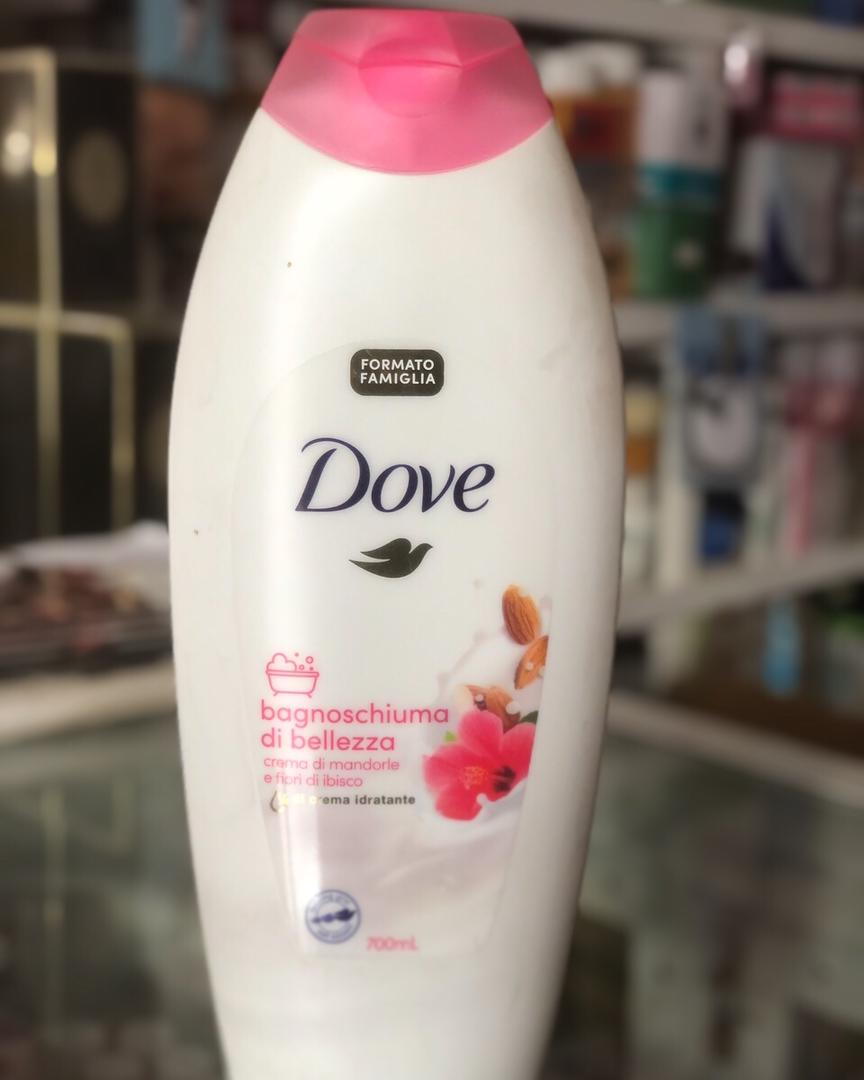 FORMATO
FAMIGLIA
Dove
bagnoschiuma
di bellezza
crema di mandorle
e fiori di ibisco
crema idratante
700mL